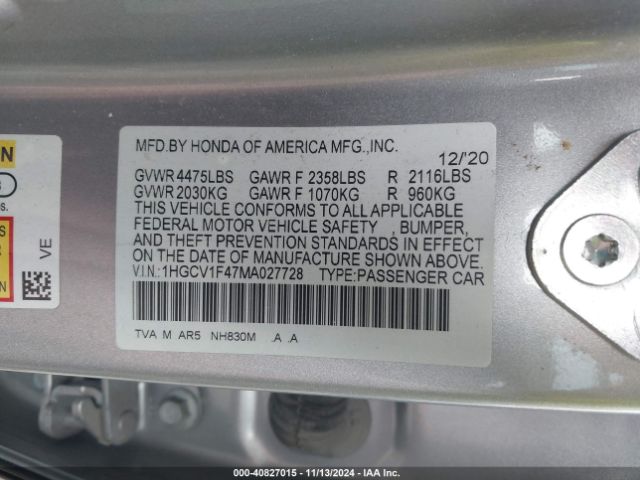 MFD.BY HONDA OF AMERICA MFG.,INC.
12/'20
GVWR 4475LBS GAWR F 2358LBS R 2116LBS
GVWR 2030KG GAWR F 1070KG R 960KG
THIS VEHICLE CONFORMS TO ALL APPLICABLE
FEDERAL MOTOR VEHICLE SAFETY , BUMPER,
AND THEFT PREVENTION STANDARDS IN EFFECT
ON THE DATE OF MANUFACTURE SHOWN ABOVE.
V.I.N.:1HGCV1F47MA027728 TYPE:PASSENGER CAR
TVA M AR5 NH830M .A .A
VE
000-40827015 - 11/13/2024 - IAA Inc.